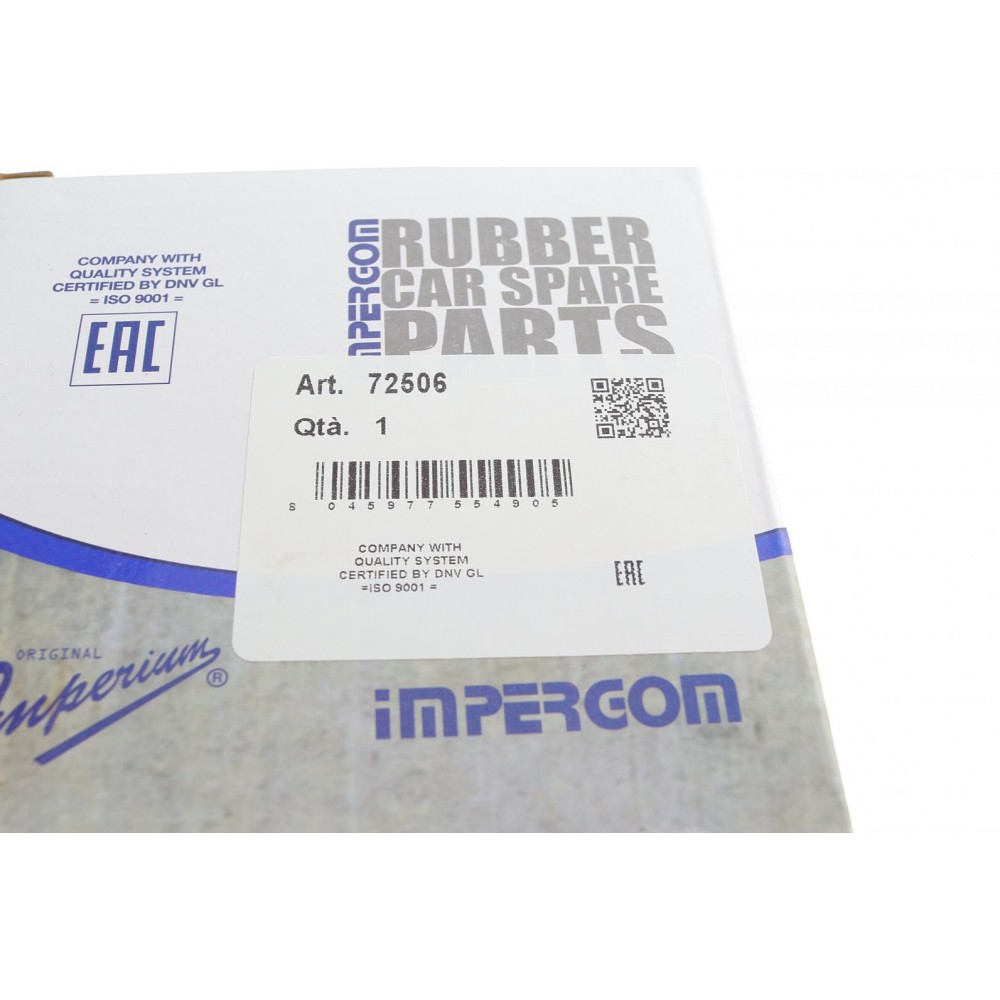 COMPANY WITH
QUALITY SYSTEM
CERTIFIED BY DNV GL
= ISO 9001 =
EAC
IMPERGOM
RUBBER
CAR SPARE
PARTS
Art. 72506
Qtà. 1
8 045977 554905
COMPANY WITH
QUALITY SYSTEM
CERTIFIED BY DNV GL
=iSO 9001 =
EAC
ORIGINAL
Imperium ®
iMPERGOM